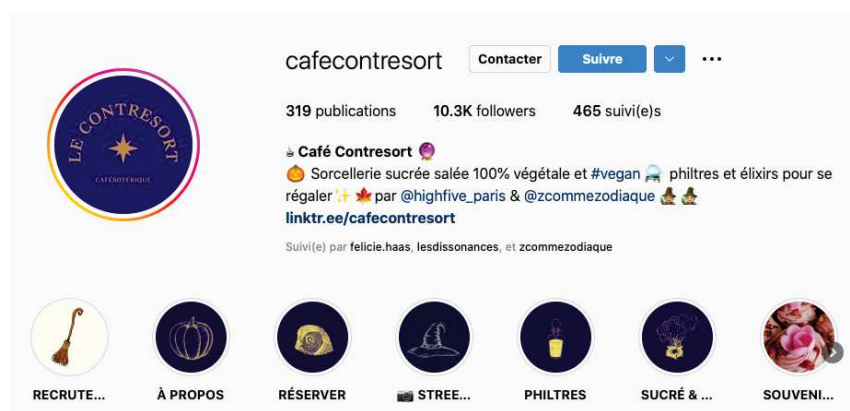 cafecontresort Contacter Suivre
319 publications 10.3K followers 465 suivi(e)s
LE CONTRESORT
CAFÉSOTÉRIQUE
☕ Café Contresort 🔮
🎃 Sorcellerie sucrée salée 100% végétale et #vegan 🔮 philtres et élixirs pour se
régaler✨🍁par @highfive_paris & @zcommezodiaque
linktr.ee/cafecontresort
Suivi(e) par felicie.haas, lesdissonances, et zcommezodiaque
RECRUTE... À PROPOS RÉSERVER 📷 STREE... PHILTRES SUCRÉ & ... SOUVENI...